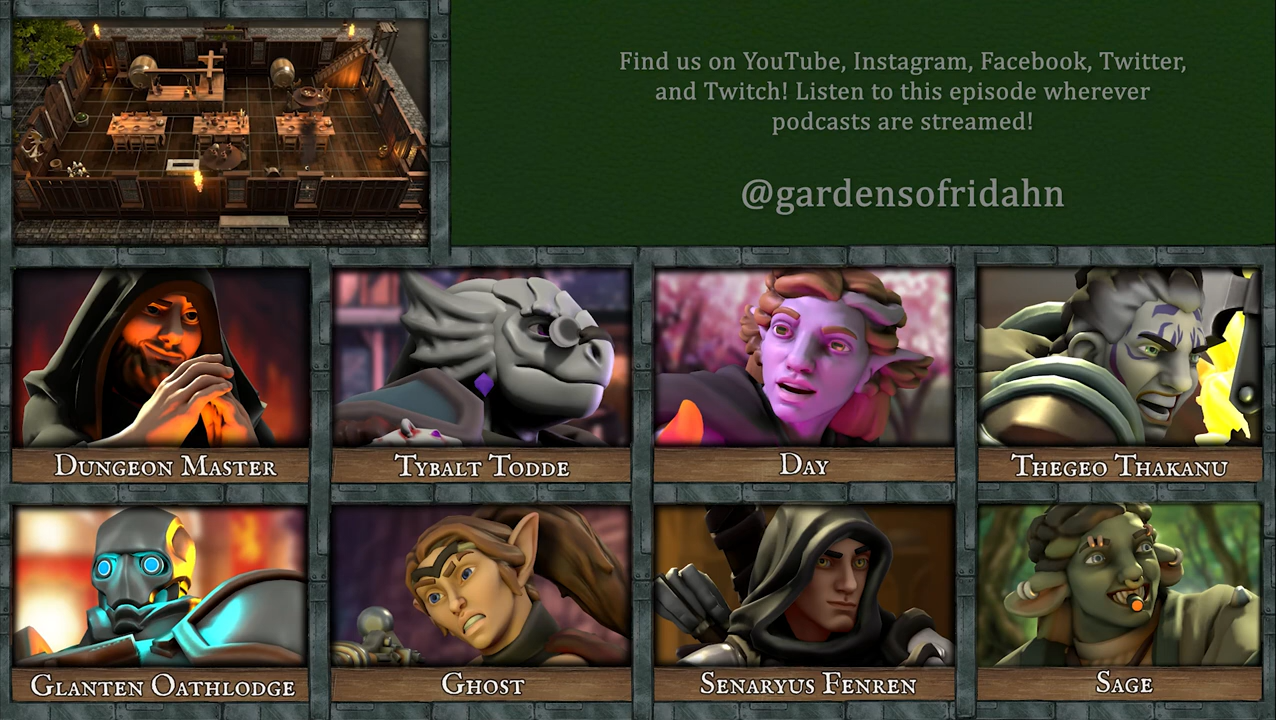 Find us on YouTube, Instagram, Facebook, Twitter,
and Twitch! Listen to this episode wherever
podcasts are streamed!
@gardensofridahn
Dungeon Master
Tybalt Todde
Day
Thegeo Thakanu
Glanten Oathlodge
Ghost
Senaryus Fenren
Sage